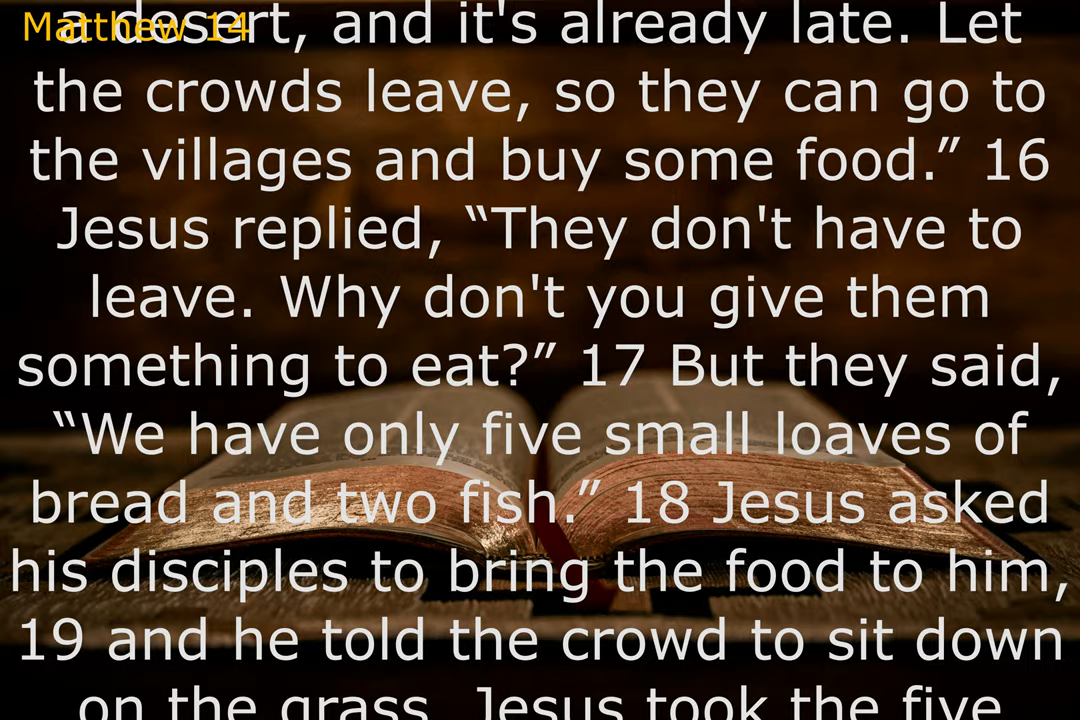 Matthew 14
a desert, and it's already late. Let
the crowds leave, so they can go to
the villages and buy some food.” 16
Jesus replied, “They don't have to
leave. Why don't you give them
something to eat?” 17 But they said,
“We have only five small loaves of
bread and two fish.” 18 Jesus asked
his disciples to bring the food to him,
19 and he told the crowd to sit down
on the grass. Jesus took the five